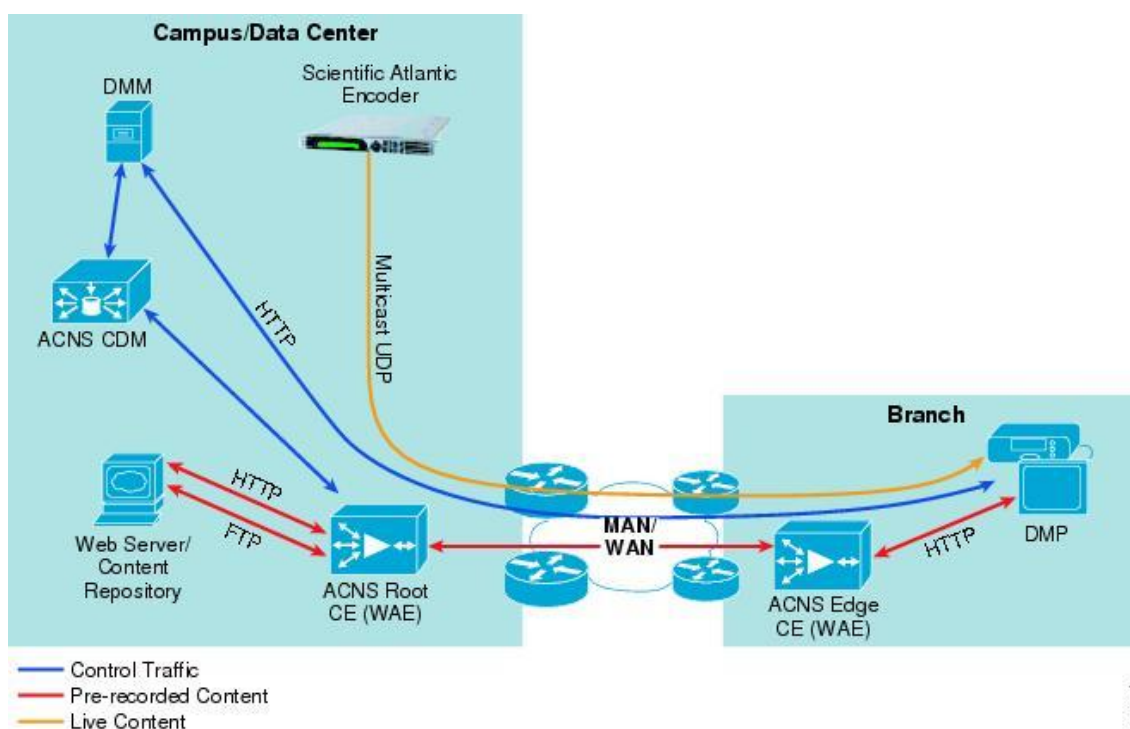 Campus/Data Center
DMM
Scientific Atlantic
Encoder
HTTP
Multicast UDP
ACNS CDM
Branch
HTTP
FTP
Web Server/
Content
Repository
ACNS Root
CE (WAE)
MAN/
WAN
HTTP
DMP
ACNS Edge
CE (WAE)
Control Traffic
Pre-recorded Content
Live Content